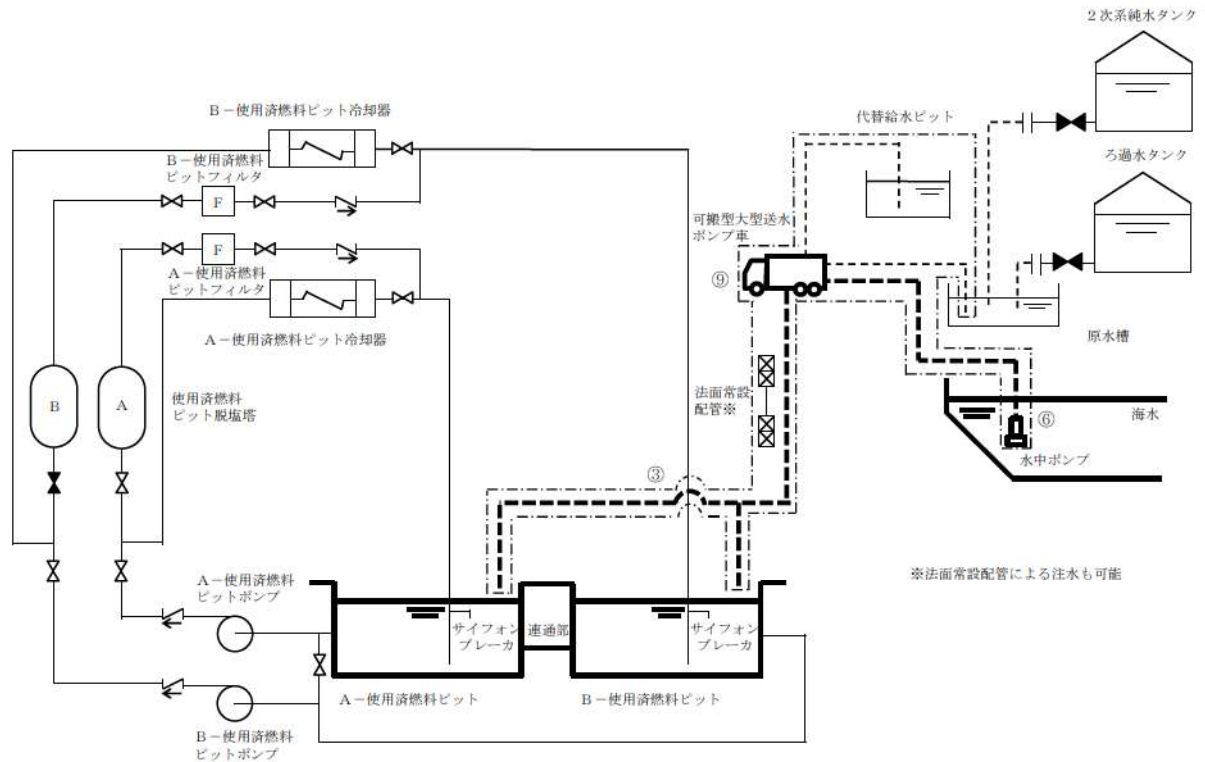 2次系純水タンク
B-使用済燃料ピット冷却器
代替給水ピット
B-使用済燃料
ピットフィルタ
ろ過水タンク
F
可搬型大型送水
ポンプ車
F
A-使用済燃料
ピットフィルタ
⑨
A-使用済燃料ピット冷却器
原水槽
B
A
使用済燃料
ピット脱塩塔
法面常設
配管※
海水
⑥
水中ポンプ
③
A-使用済燃料
ピットポンプ
※法面常設配管による注水も可能
サイフォン
ブレーカ
連通部
サイフォン
ブレーカ
A-使用済燃料ピット
B-使用済燃料ピット
B-使用済燃料
ピットポンプ